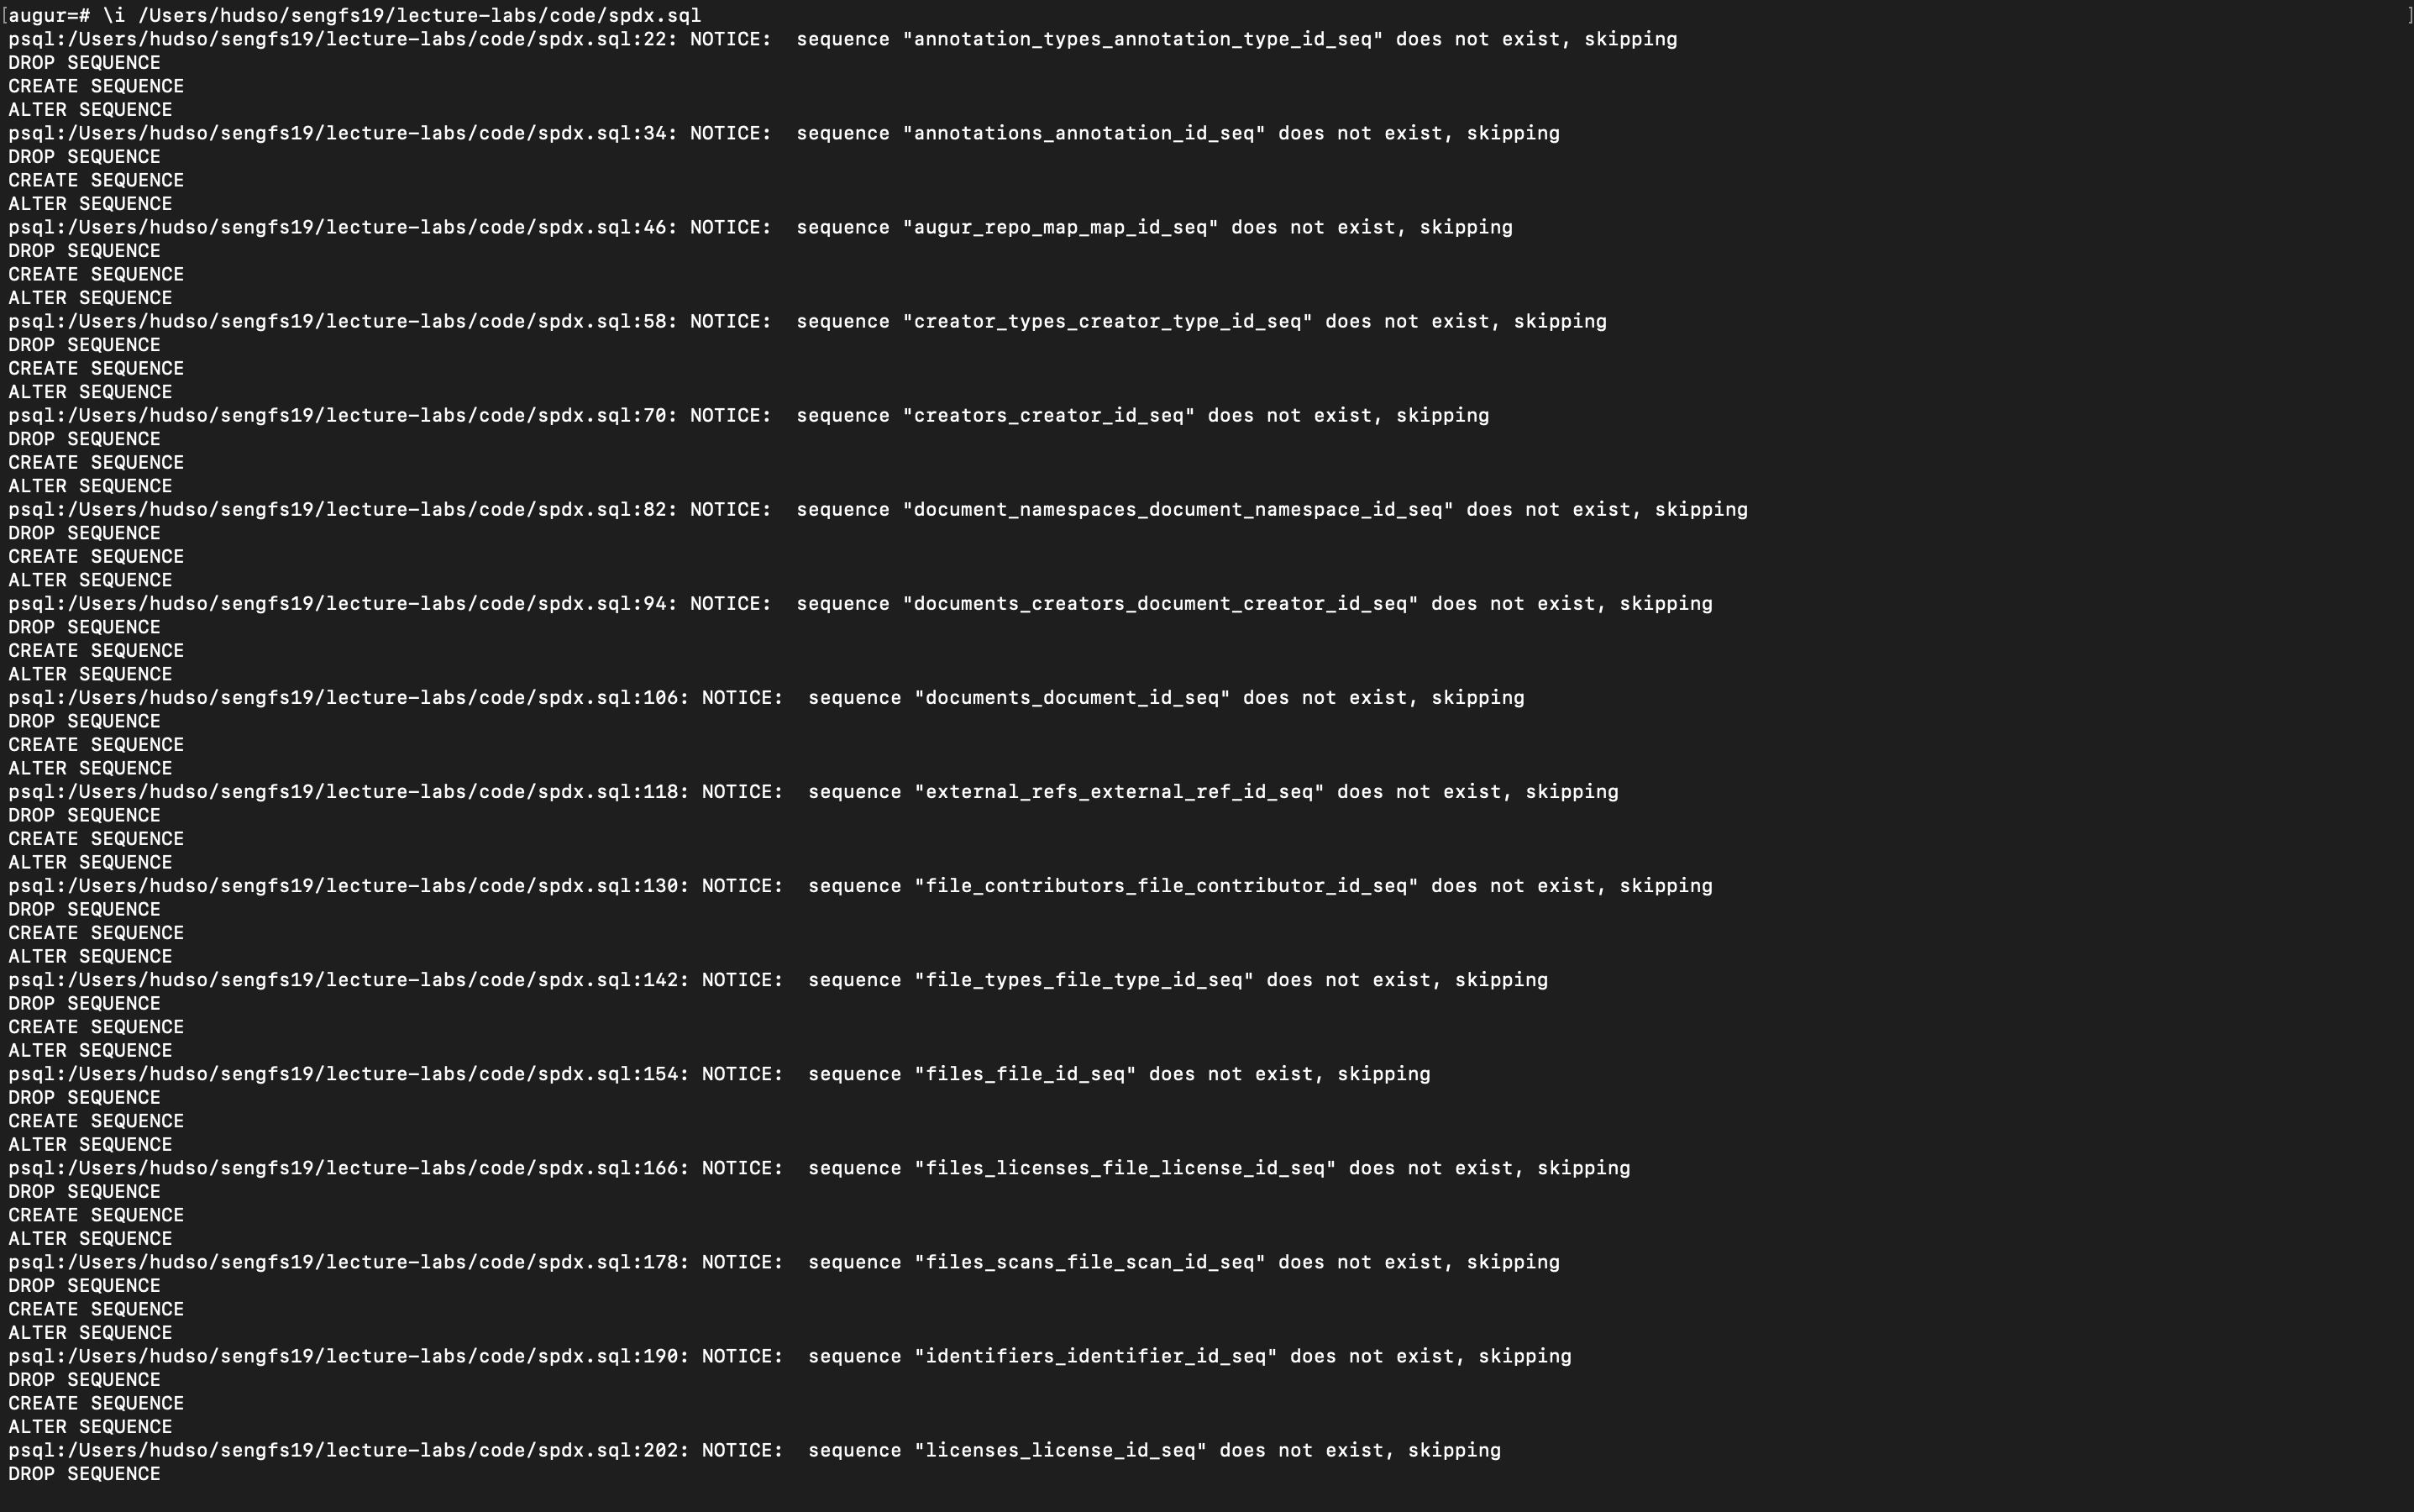 [augur=# \i /Users/hudso/sengfs19/lecture-labs/code/spdx.sql ]
psql:/Users/hudso/sengfs19/lecture-labs/code/spdx.sql:22: NOTICE:  sequence "annotation_types_annotation_type_id_seq" does not exist, skipping
DROP SEQUENCE
CREATE SEQUENCE
ALTER SEQUENCE
psql:/Users/hudso/sengfs19/lecture-labs/code/spdx.sql:34: NOTICE:  sequence "annotations_annotation_id_seq" does not exist, skipping
DROP SEQUENCE
CREATE SEQUENCE
ALTER SEQUENCE
psql:/Users/hudso/sengfs19/lecture-labs/code/spdx.sql:46: NOTICE:  sequence "augur_repo_map_map_id_seq" does not exist, skipping
DROP SEQUENCE
CREATE SEQUENCE
ALTER SEQUENCE
psql:/Users/hudso/sengfs19/lecture-labs/code/spdx.sql:58: NOTICE:  sequence "creator_types_creator_type_id_seq" does not exist, skipping
DROP SEQUENCE
CREATE SEQUENCE
ALTER SEQUENCE
psql:/Users/hudso/sengfs19/lecture-labs/code/spdx.sql:70: NOTICE:  sequence "creators_creator_id_seq" does not exist, skipping
DROP SEQUENCE
CREATE SEQUENCE
ALTER SEQUENCE
psql:/Users/hudso/sengfs19/lecture-labs/code/spdx.sql:82: NOTICE:  sequence "document_namespaces_document_namespace_id_seq" does not exist, skipping
DROP SEQUENCE
CREATE SEQUENCE
ALTER SEQUENCE
psql:/Users/hudso/sengfs19/lecture-labs/code/spdx.sql:94: NOTICE:  sequence "documents_creators_document_creator_id_seq" does not exist, skipping
DROP SEQUENCE
CREATE SEQUENCE
ALTER SEQUENCE
psql:/Users/hudso/sengfs19/lecture-labs/code/spdx.sql:106: NOTICE:  sequence "documents_document_id_seq" does not exist, skipping
DROP SEQUENCE
CREATE SEQUENCE
ALTER SEQUENCE
psql:/Users/hudso/sengfs19/lecture-labs/code/spdx.sql:118: NOTICE:  sequence "external_refs_external_ref_id_seq" does not exist, skipping
DROP SEQUENCE
CREATE SEQUENCE
ALTER SEQUENCE
psql:/Users/hudso/sengfs19/lecture-labs/code/spdx.sql:130: NOTICE:  sequence "file_contributors_file_contributor_id_seq" does not exist, skipping
DROP SEQUENCE
CREATE SEQUENCE
ALTER SEQUENCE
psql:/Users/hudso/sengfs19/lecture-labs/code/spdx.sql:142: NOTICE:  sequence "file_types_file_type_id_seq" does not exist, skipping
DROP SEQUENCE
CREATE SEQUENCE
ALTER SEQUENCE
psql:/Users/hudso/sengfs19/lecture-labs/code/spdx.sql:154: NOTICE:  sequence "files_file_id_seq" does not exist, skipping
DROP SEQUENCE
CREATE SEQUENCE
ALTER SEQUENCE
psql:/Users/hudso/sengfs19/lecture-labs/code/spdx.sql:166: NOTICE:  sequence "files_licenses_file_license_id_seq" does not exist, skipping
DROP SEQUENCE
CREATE SEQUENCE
ALTER SEQUENCE
psql:/Users/hudso/sengfs19/lecture-labs/code/spdx.sql:178: NOTICE:  sequence "files_scans_file_scan_id_seq" does not exist, skipping
DROP SEQUENCE
CREATE SEQUENCE
ALTER SEQUENCE
psql:/Users/hudso/sengfs19/lecture-labs/code/spdx.sql:190: NOTICE:  sequence "identifiers_identifier_id_seq" does not exist, skipping
DROP SEQUENCE
CREATE SEQUENCE
ALTER SEQUENCE
psql:/Users/hudso/sengfs19/lecture-labs/code/spdx.sql:202: NOTICE:  sequence "licenses_license_id_seq" does not exist, skipping
DROP SEQUENCE